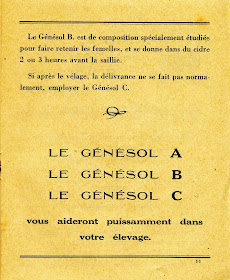 Le Génésol B. est de composition spécialement étudiés
pour faire retenir les femelles, et se donne dans du cidre
2 ou 3 heures avant la saillie.
Si après le vêlage, la délivrance ne se fait pas norma-
lement, employer le Génésol C.
LE GÉNÉSOL A
LE GÉNÉSOL B
LE GÉNÉSOL C
vous aideront puissamment dans
votre élevage.
11